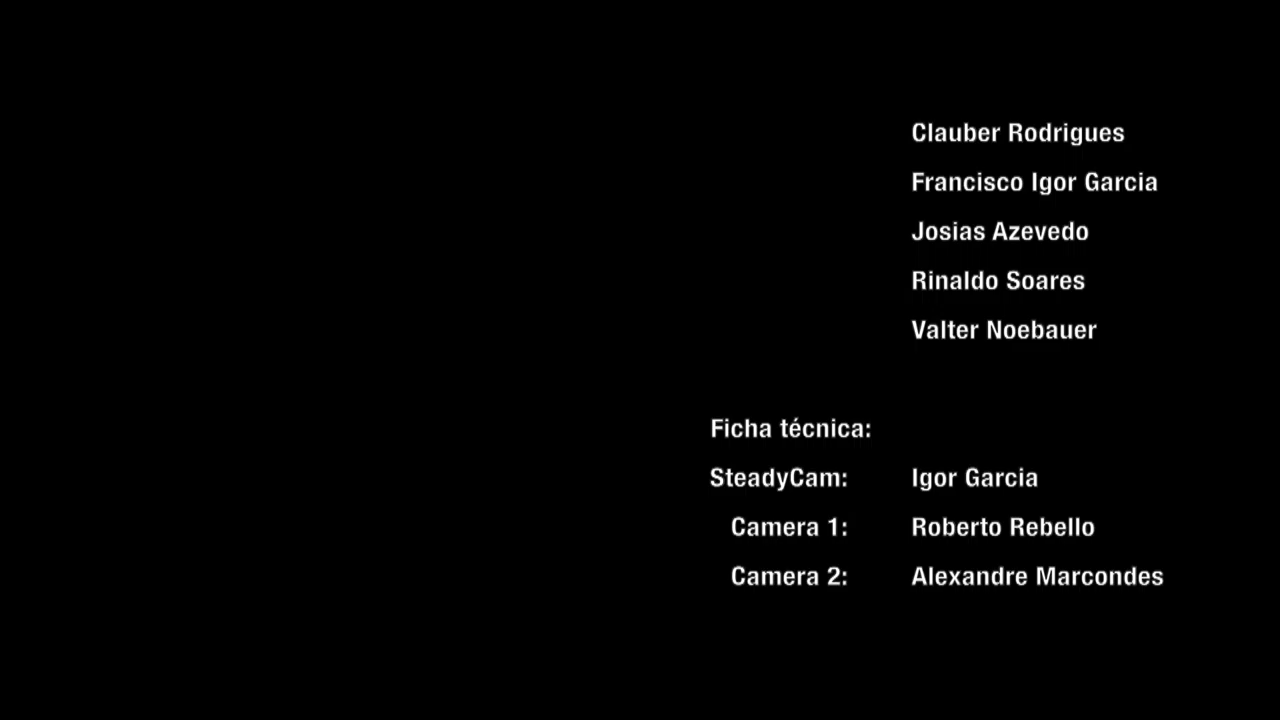 Clauber Rodrigues
Francisco Igor Garcia
Josias Azevedo
Rinaldo Soares
Valter Noebauer
Ficha técnica:
SteadyCam: Igor Garcia
Camera 1: Roberto Rebello
Camera 2: Alexandre Marcondes